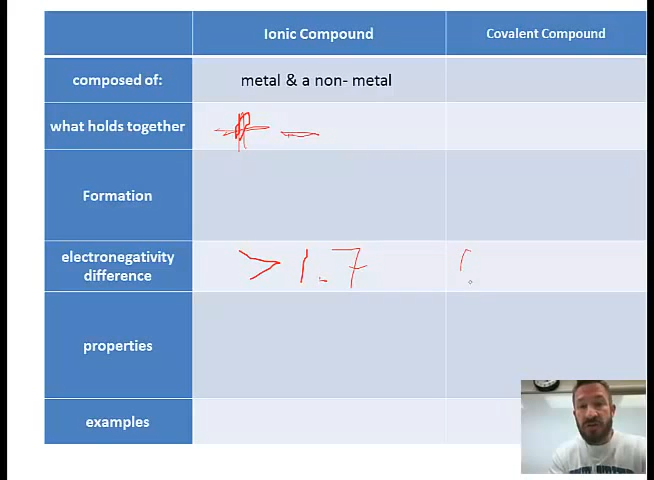 Ionic Compound
Covalent Compound
composed of:
metal & a non- metal
what holds together
+ -
Formation
electronegativity
difference
> 1.7
properties
examples